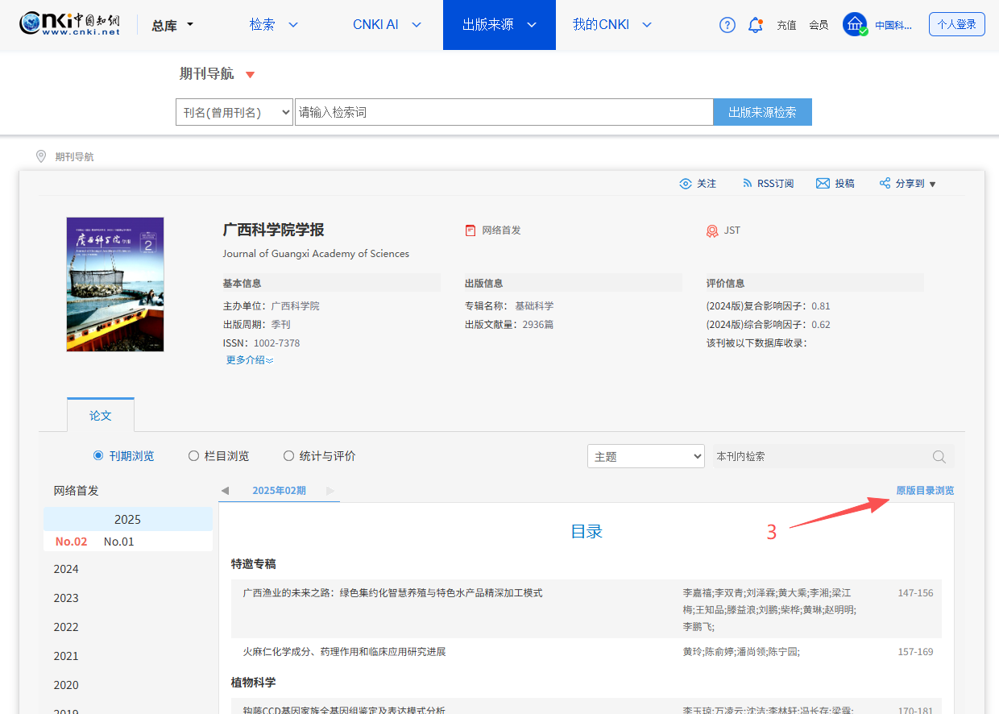 cnki中国知网
www.cnki.net
总库
检索
CNKI AI
出版来源
我的CNKI
充值
会员
中国科...
个人登录
期刊导航
刊名(曾用刊名)
请输入检索词
出版来源检索
期刊导航
关注
RSS订阅
投稿
分享到
广西科学院学报
2
Journal of Guangxi Academy of Sciences
广西科学院学报
Journal of Guangxi Academy of Sciences
网络首发
JST
基本信息
主办单位：广西科学院
出版周期：季刊
ISSN：1002-7378
更多介绍
出版信息
专辑名称：基础科学
出版文献量：2936篇
评价信息
(2024版)复合影响因子：0.81
(2024版)综合影响因子：0.62
该刊被以下数据库收录：
论文
刊期浏览
栏目浏览
统计与评价
主题
本刊内检索
网络首发
2025
No.02 No.01
2024
2023
2022
2021
2020
2019
2025年02期
原版目录浏览
3
目录
特邀专稿
广西渔业的未来之路：绿色集约化智慧养殖与特色水产品精深加工模式
李嘉禧;李双青;刘泽霖;黄大乘;李湘;梁江
梅;王知品;滕益浪;刘鹏;柴桦;黄琳;赵明明;
李鹏飞;
147-156
火麻仁化学成分、药理作用和临床应用研究进展
黄玲;陈俞婷;潘尚领;陈宁园;
157-169
植物科学
钩藤CCD基因家族全基因组鉴定及表达模式分析
李玉琼;万凌云;沈洁;李林轩;冯长存;梁霞;
170-181